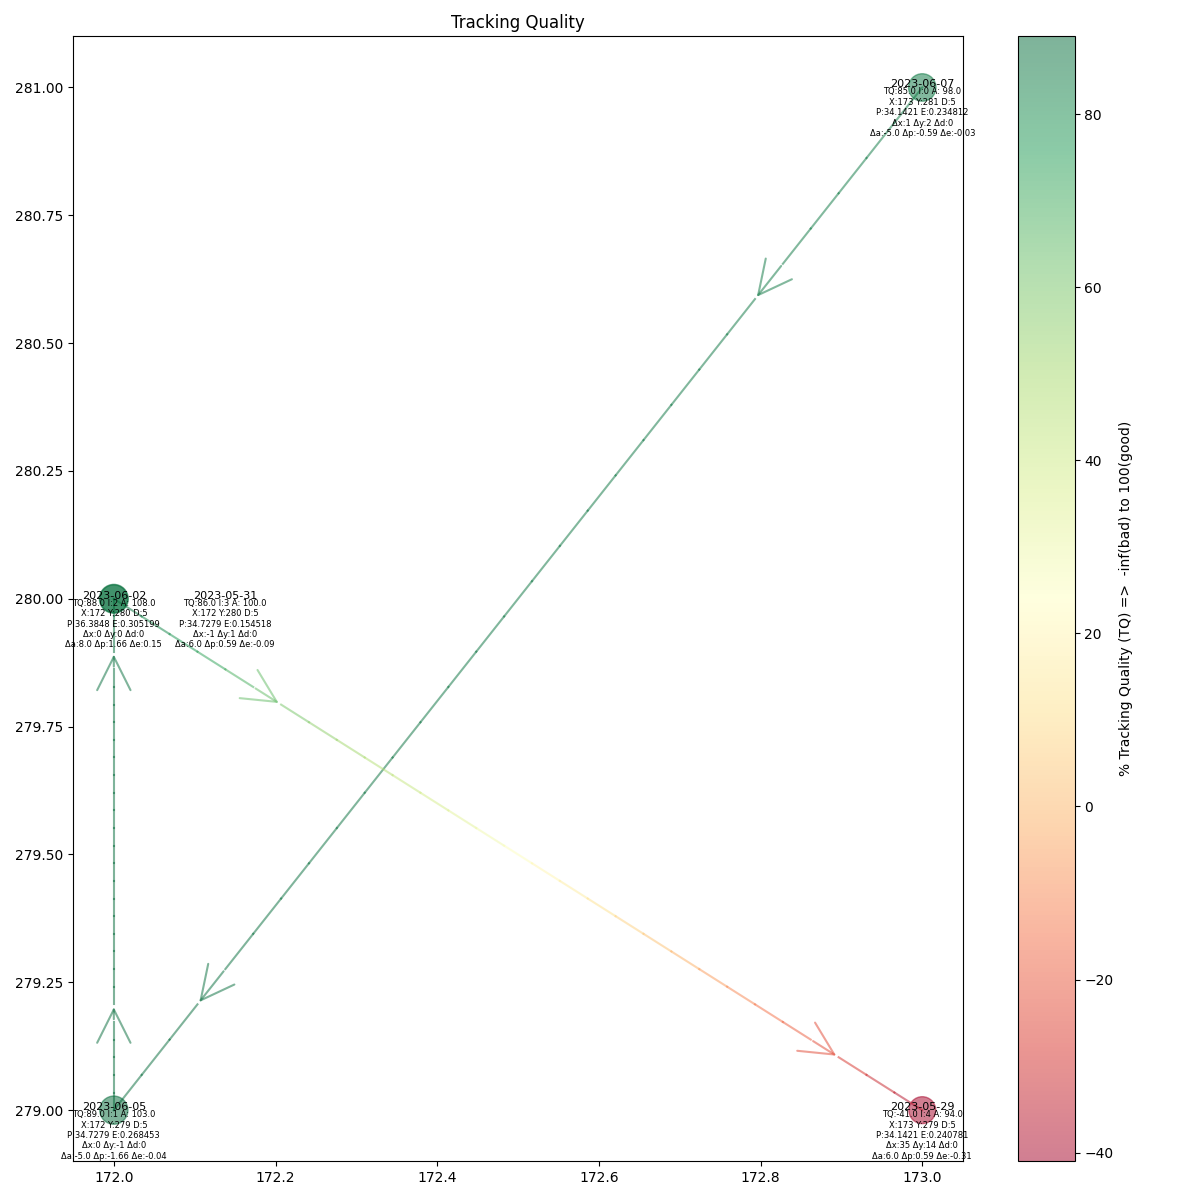 Tracking Quality
281.00
280.75
280.50
280.25
280.00
279.75
279.50
279.25
279.00
172.0
172.2
172.4
172.6
172.8
173.0
2023-06-07
TQ:85.0 I:0 A: 98.0
X:173 Y:281 D:5
P:34.1421 E:0.234812
Δx:1 Δy:2 Δd:0
Δa:-5.0 Δp:-0.59 Δe:-0.03
2023-06-02
TQ:88.0 I:2 A: 108.0
X:172 Y:280 D:5
P:36.3848 E:0.305199
Δx:0 Δy:0 Δd:0
Δa:8.0 Δp:1.66 Δe:0.15
2023-05-31
TQ:86.0 I:3 A: 100.0
X:172 Y:280 D:5
P:34.7279 E:0.154518
Δx:-1 Δy:1 Δd:0
Δa:6.0 Δp:0.59 Δe:-0.09
2023-06-05
TQ:89.0 I:1 A: 103.0
X:172 Y:279 D:5
P:34.7279 E:0.268453
Δx:0 Δy:-1 Δd:0
Δa:-5.0 Δp:-1.66 Δe:-0.04
2023-05-29
TQ:-41.0 I:4 A: 94.0
X:173 Y:279 D:5
P:34.1421 E:0.240781
Δx:35 Δy:14 Δd:0
Δa:6.0 Δp:0.59 Δe:-0.31
80
60
40
20
0
−20
−40
% Tracking Quality (TQ) => -inf(bad) to 100(good)